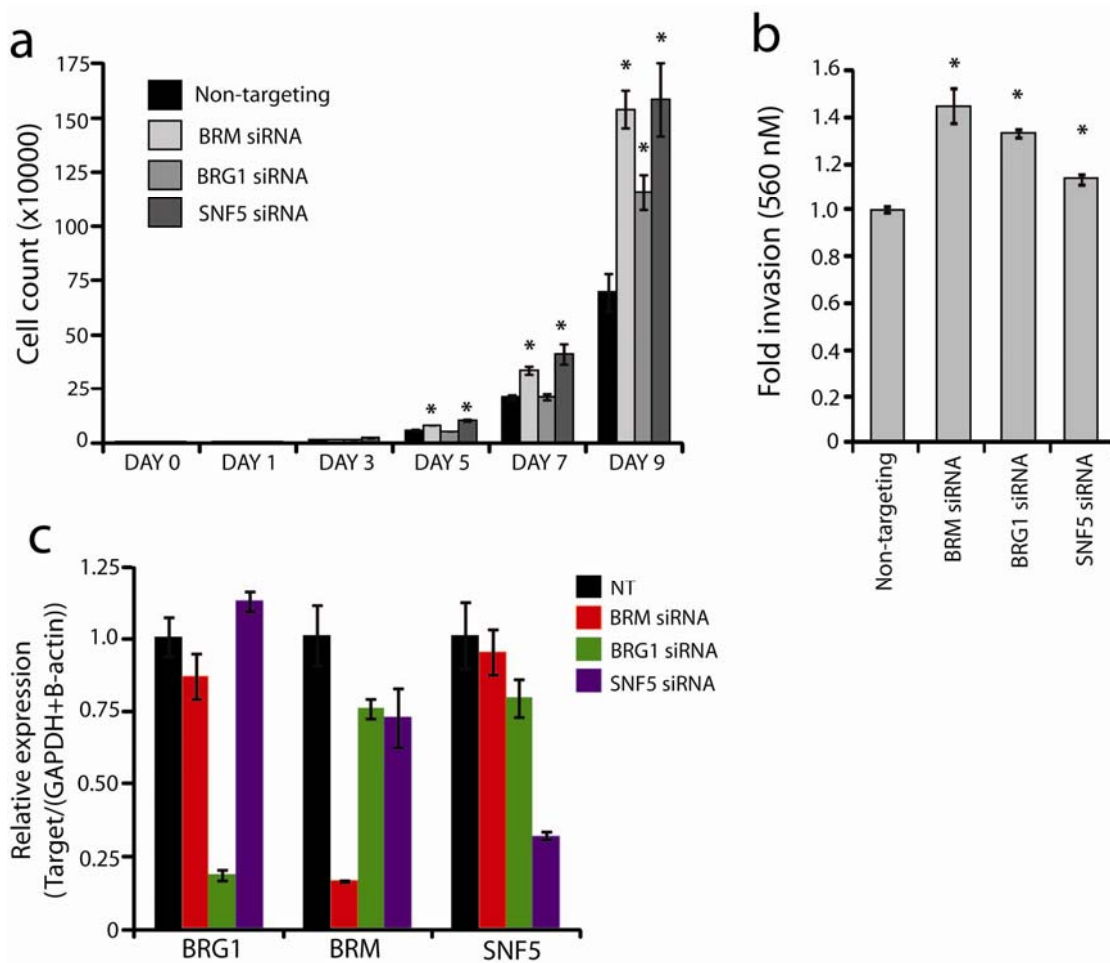 a
Cell count (x10000)
175
150
125
100
75
50
25
0
Non-targeting
BRM siRNA
BRG1 siRNA
SNF5 siRNA
*
*
*
*
*
*
*
DAY 0
DAY 1
DAY 3
DAY 5
DAY 7
DAY 9
b
Fold invasion (560 nM)
1.6
1.4
1.2
1.0
0.8
0.6
0.4
0.2
0
*
*
*
Non-targeting
BRM siRNA
BRG1 siRNA
SNF5 siRNA
c
Relative expression
(Target/(GAPDH+B-actin))
1.25
1.0
0.75
0.50
0.25
0
NT
BRM siRNA
BRG1 siRNA
SNF5 siRNA
BRG1
BRM
SNF5